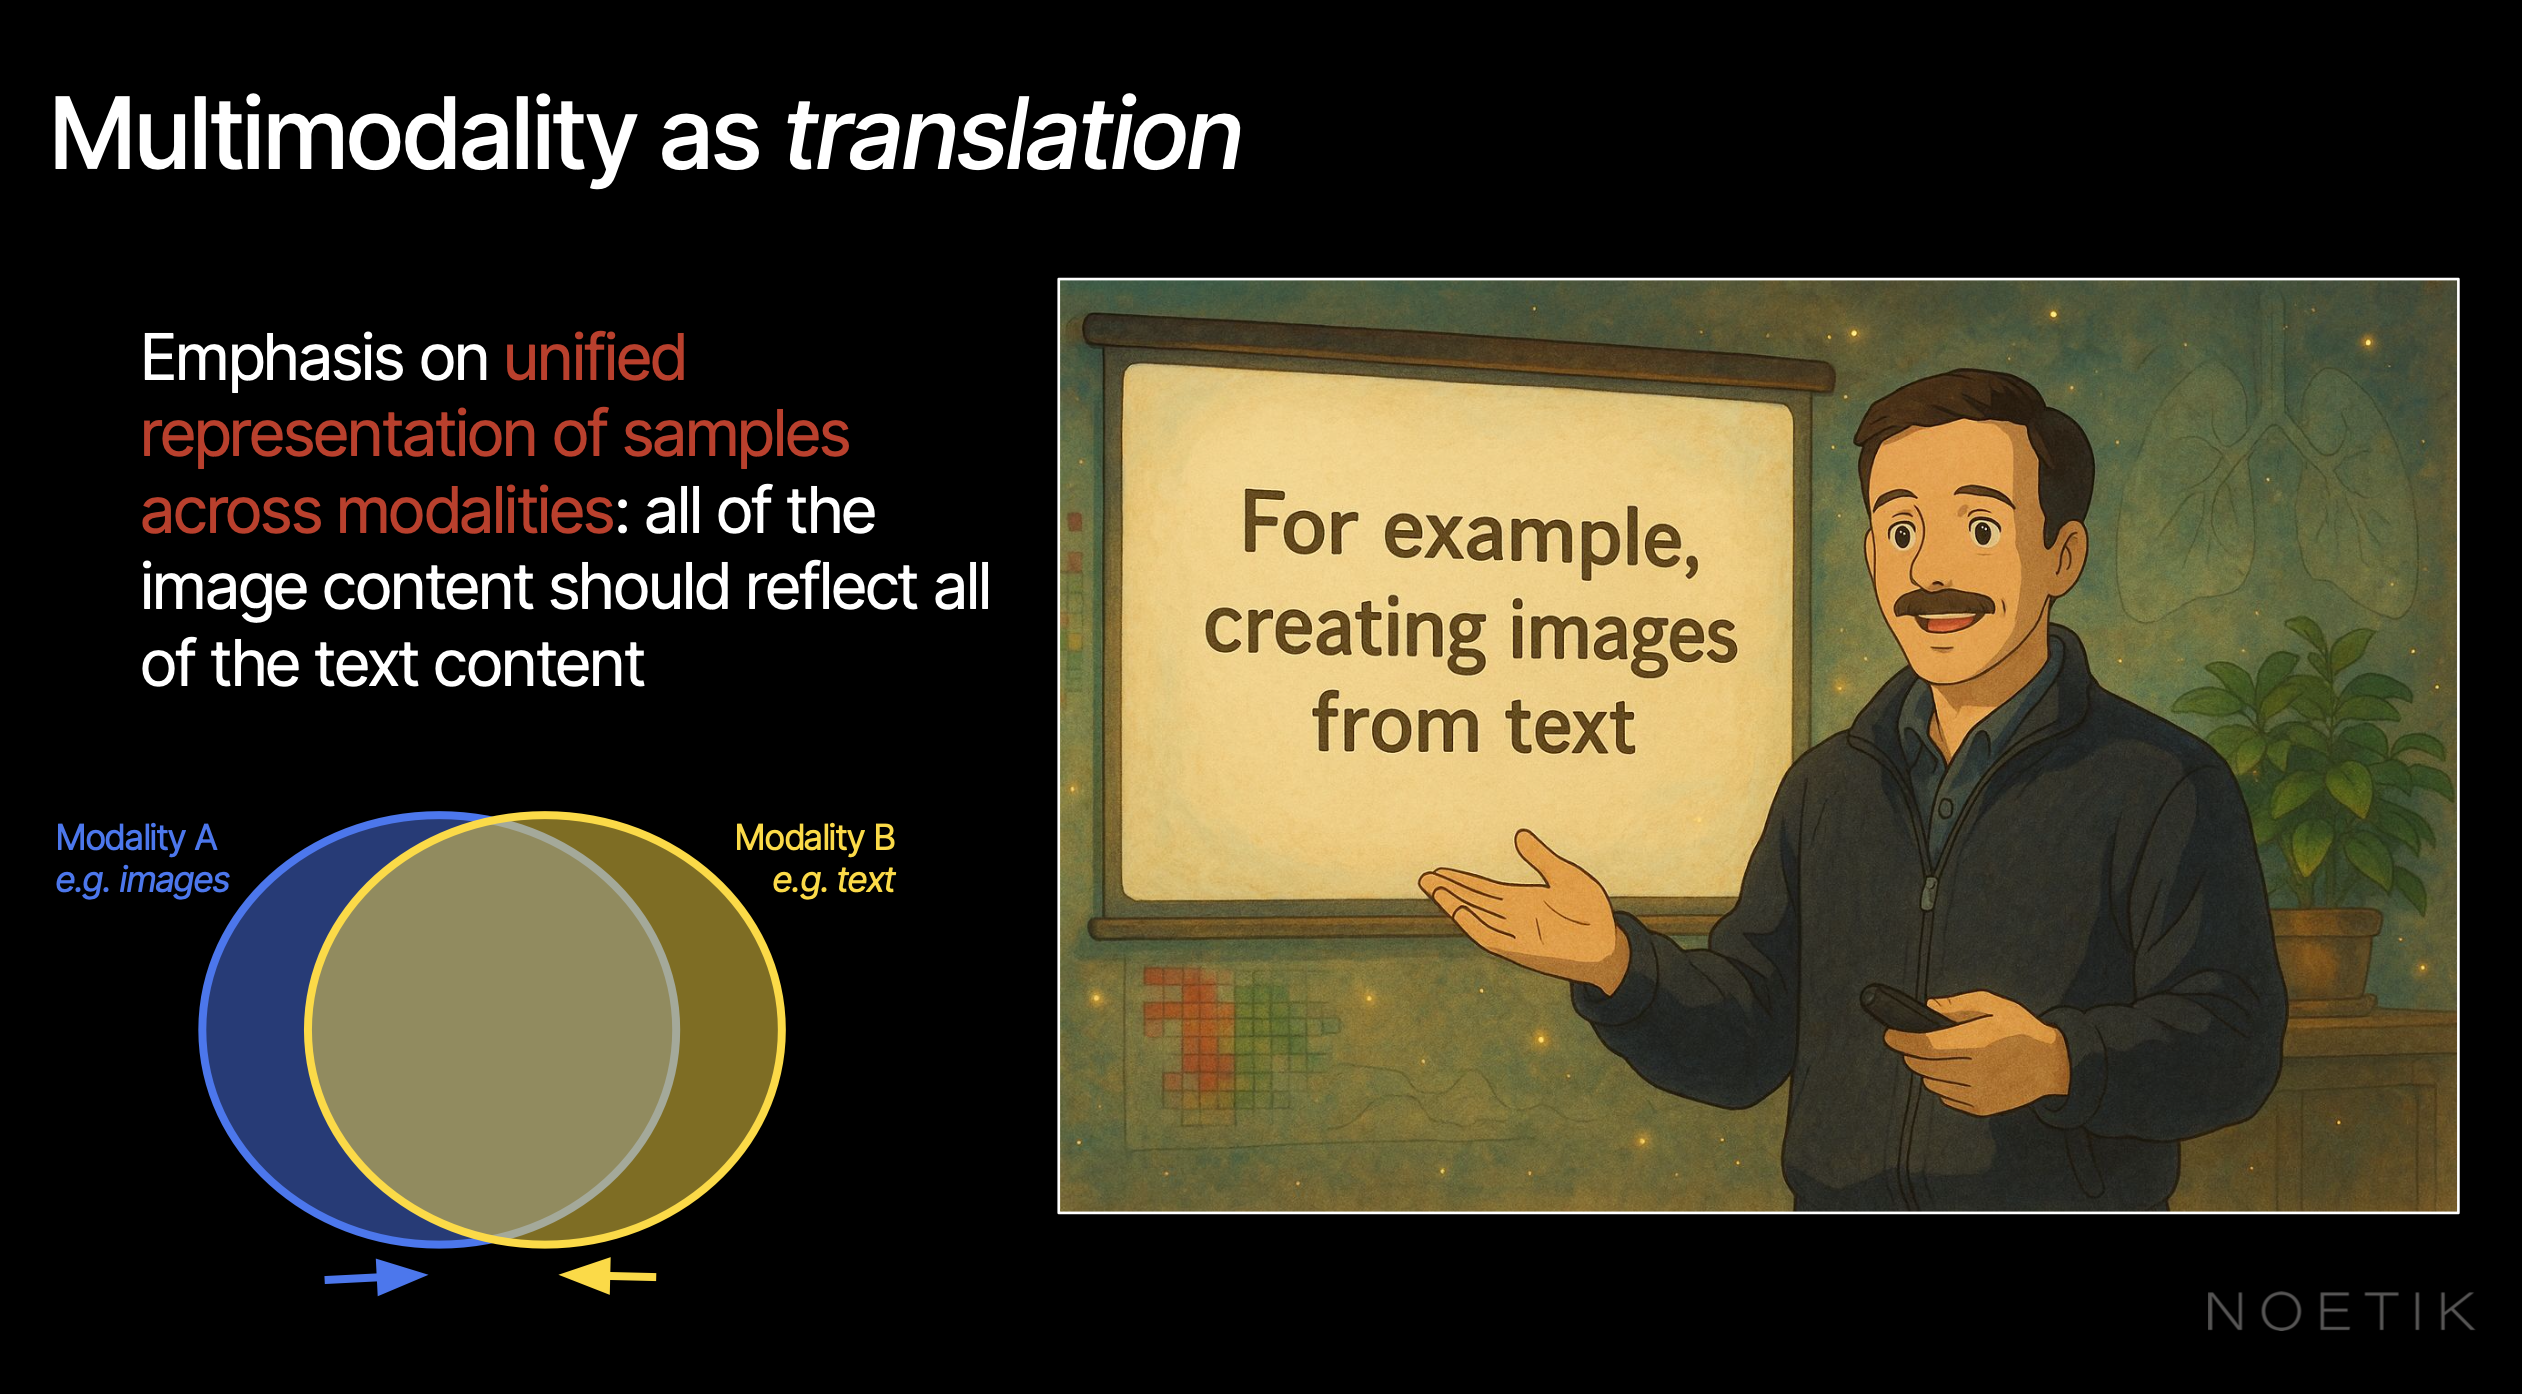 Multimodality as translation
Emphasis on unified
representation of samples
across modalities: all of the
image content should reflect all
of the text content
Modality A
e.g. images
Modality B
e.g. text
For example,
creating images
from text
NOETIK